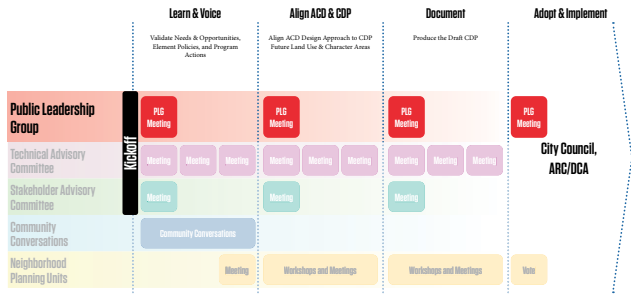 Learn & Voice
Align ACD & CDP
Document
Adopt & Implement
Validate Needs & Opportunities,
Element Policies, and Program
Actions
Align ACD Design Approach to CDP
Future Land Use & Character Areas
Produce the Draft CDP
Public Leadership
Group
Kickoff
PLG
Meeting
PLG
Meeting
PLG
Meeting
PLG
Meeting
Technical Advisory
Committee
Meeting
Meeting
Meeting
Meeting
Meeting
Meeting
Meeting
Meeting
Meeting
City Council,
ARC/DCA
Stakeholder Advisory
Committee
Meeting
Meeting
Meeting
Community
Conversations
Community Conversations
Neighborhood
Planning Units
Meeting
Workshops and Meetings
Workshops and Meetings
Vote